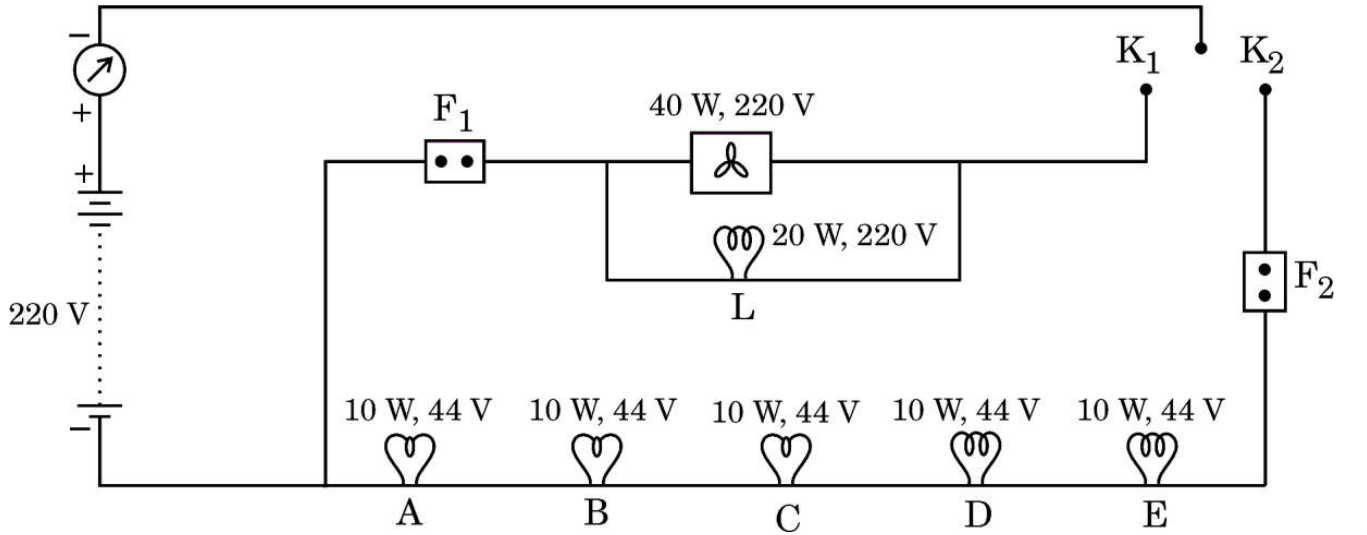 K₁ K₂
F₁ 40 W, 220 V
20 W, 220 V
L
F₂
220 V
10 W, 44 V 10 W, 44 V 10 W, 44 V 10 W, 44 V 10 W, 44 V
A B C D E